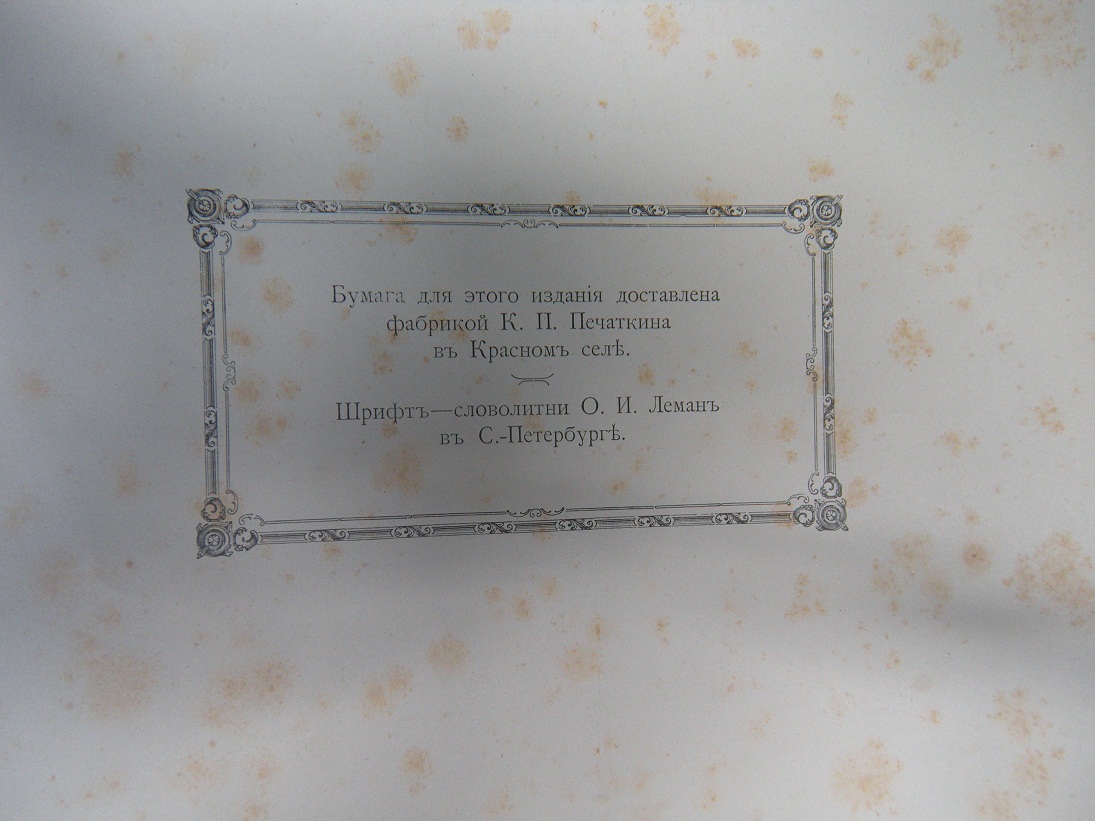 Бумага для этого изданія доставлена
фабрикой К. П. Печаткина
въ Красномъ селѣ.
Шрифтъ—словолитни О. И. Леманъ
въ С.-Петербургѣ.